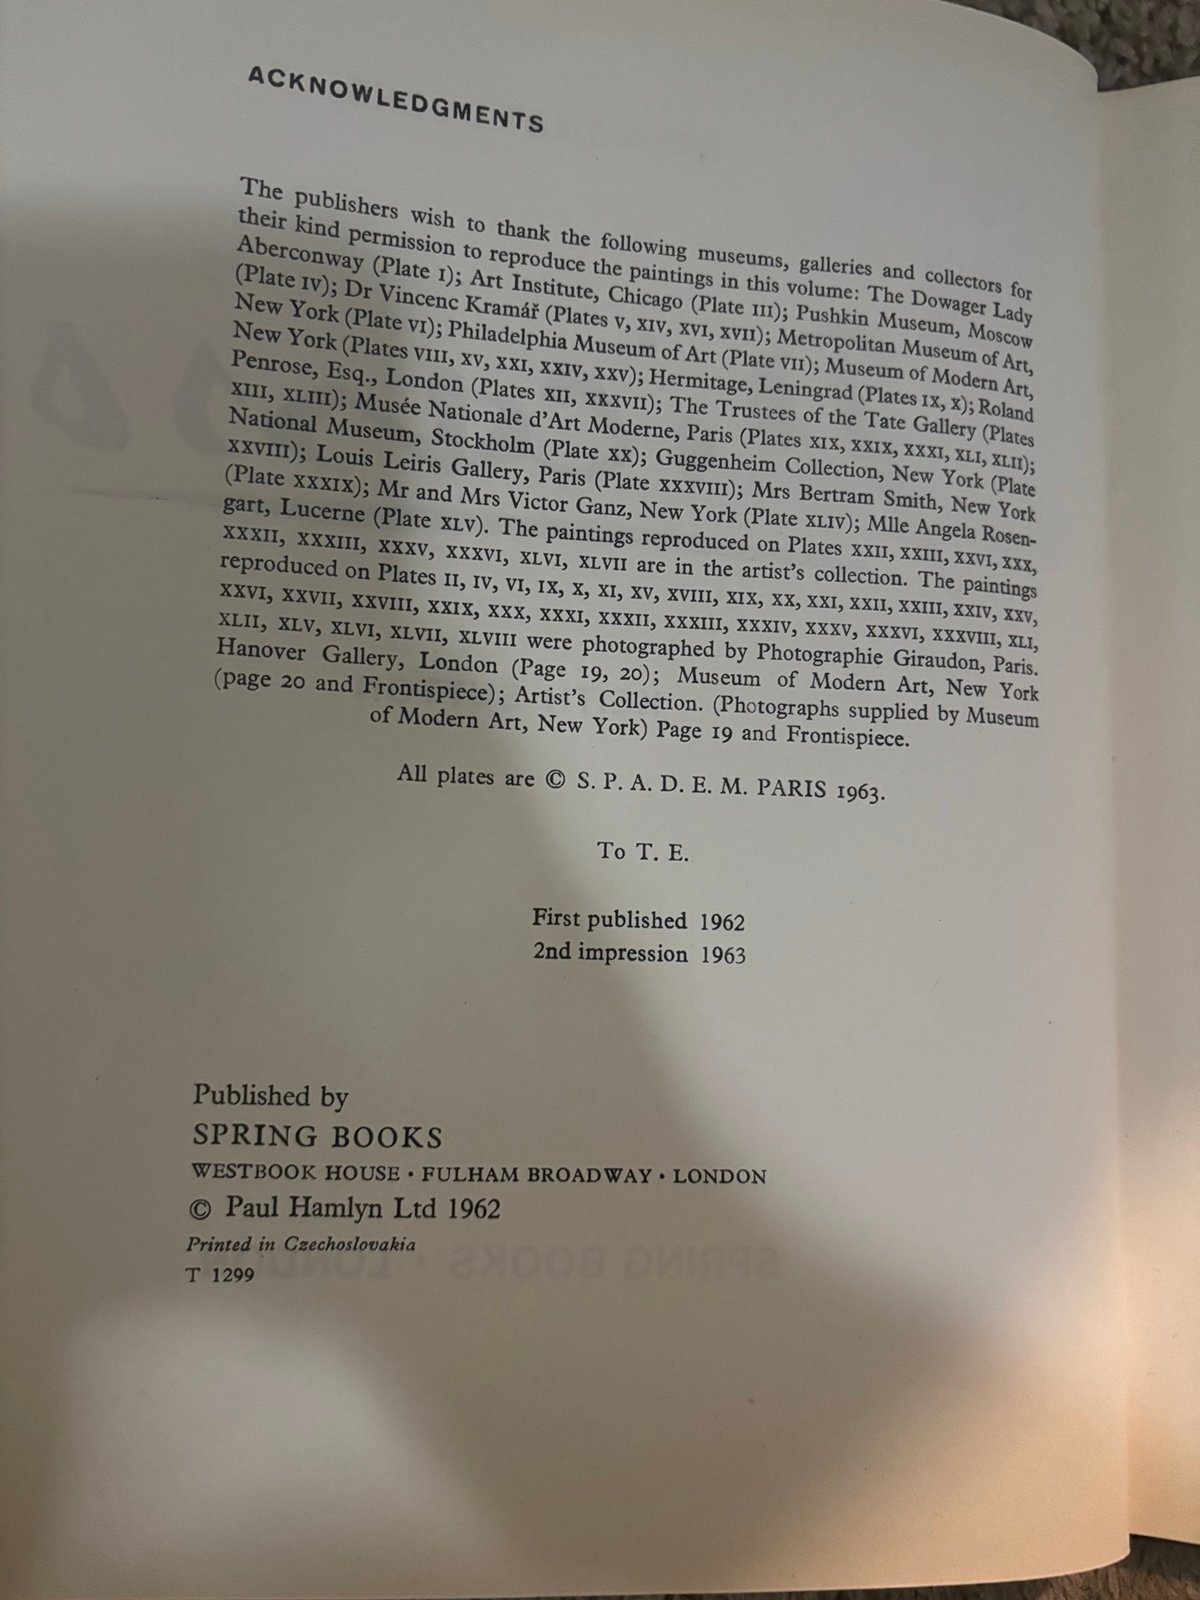 ACKNOWLEDGMENTS
The publishers wish to thank the following museums, galleries and collectors for
their kind permission to reproduce the paintings in this volume: The Dowager Lady
Aberconway (Plate I); Art Institute, Chicago (Plate III); Pushkin Museum, Moscow
(Plate IV); Dr Vincenc Kramář (Plates V, XIV, XVI, XVII); Metropolitan Museum of Art,
New York (Plate VI); Philadelphia Museum of Art (Plate VII); Museum of Modern Art,
New York (Plates VIII, XV, XXI, XXIV, XXV); Hermitage, Leningrad (Plates IX, X); Roland
Penrose, Esq., London (Plates XII, XXXVII); The Trustees of the Tate Gallery (Plates
XIII, XLIII); Musée Nationale d'Art Moderne, Paris (Plates XIX, XXIX, XXXI, XLI, XLII);
National Museum, Stockholm (Plate XX); Guggenheim Collection, New York (Plate
XXVIII); Louis Leiris Gallery, Paris (Plate XXXVIII); Mrs Bertram Smith, New York
(Plate XXXIX); Mr and Mrs Victor Ganz, New York (Plate XLIV); Mlle Angela Rosen-
gart, Lucerne (Plate XLV). The paintings reproduced on Plates XXII, XXIII, XXVI, XXX,
XXXII, XXXIII, XXXV, XXXVI, XLVI, XLVII are in the artist's collection. The paintings
reproduced on Plates II, IV, VI, IX, X, XI, XV, XVIII, XIX, XX, XXI, XXII, XXIII, XXIV, XXV,
XXVI, XXVII, XXVIII, XXIX, XXX, XXXI, XXXII, XXXIII, XXXIV, XXXV, XXXVI, XXXVIII, XLI,
XLII, XLV, XLVI, XLVII, XLVIII were photographed by Photographie Giraudon, Paris.
Hanover Gallery, London (Page 19, 20); Museum of Modern Art, New York
(page 20 and Frontispiece); Artist's Collection. (Photographs supplied by Museum
of Modern Art, New York) Page 19 and Frontispiece.
All plates are © S. P. A. D. E. M. PARIS 1963.
To T. E.
First published 1962
2nd impression 1963
Published by
SPRING BOOKS
WESTBOOK HOUSE • FULHAM BROADWAY • LONDON
© Paul Hamlyn Ltd 1962
Printed in Czechoslovakia
T 1299
SPRING BOOKS • LONDON